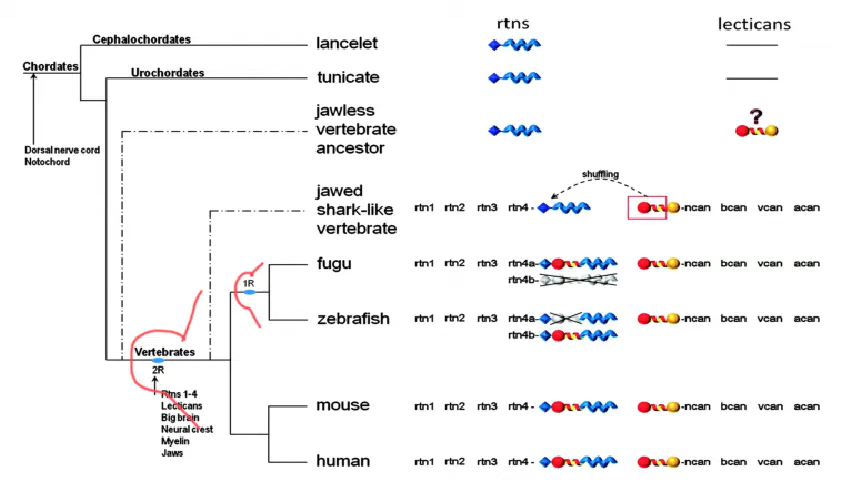 rtns lecticans
Cephalochordates
lancelet
Chordates
Urochordates
tunicate
jawless
vertebrate
ancestor
?
Dorsal nerve cord
Notochord
shuffling
jawed
shark-like
vertebrate
rtn1 rtn2 rtn3 rtn4 - -ncan bcan vcan acan
fugu
rtn1 rtn2 rtn3 rtn4a- -ncan bcan vcan acan
rtn4b-
1R
zebrafish
rtn1 rtn2 rtn3 rtn4a- -ncan bcan vcan acan
rtn4b-
Vertebrates
2R
Rtns 1-4
Lecticans
Big brain
Neural crest
Myelin
Jaws
mouse
rtn1 rtn2 rtn3 rtn4 - -ncan bcan vcan acan
human
rtn1 rtn2 rtn3 rtn4 - -ncan bcan vcan acan